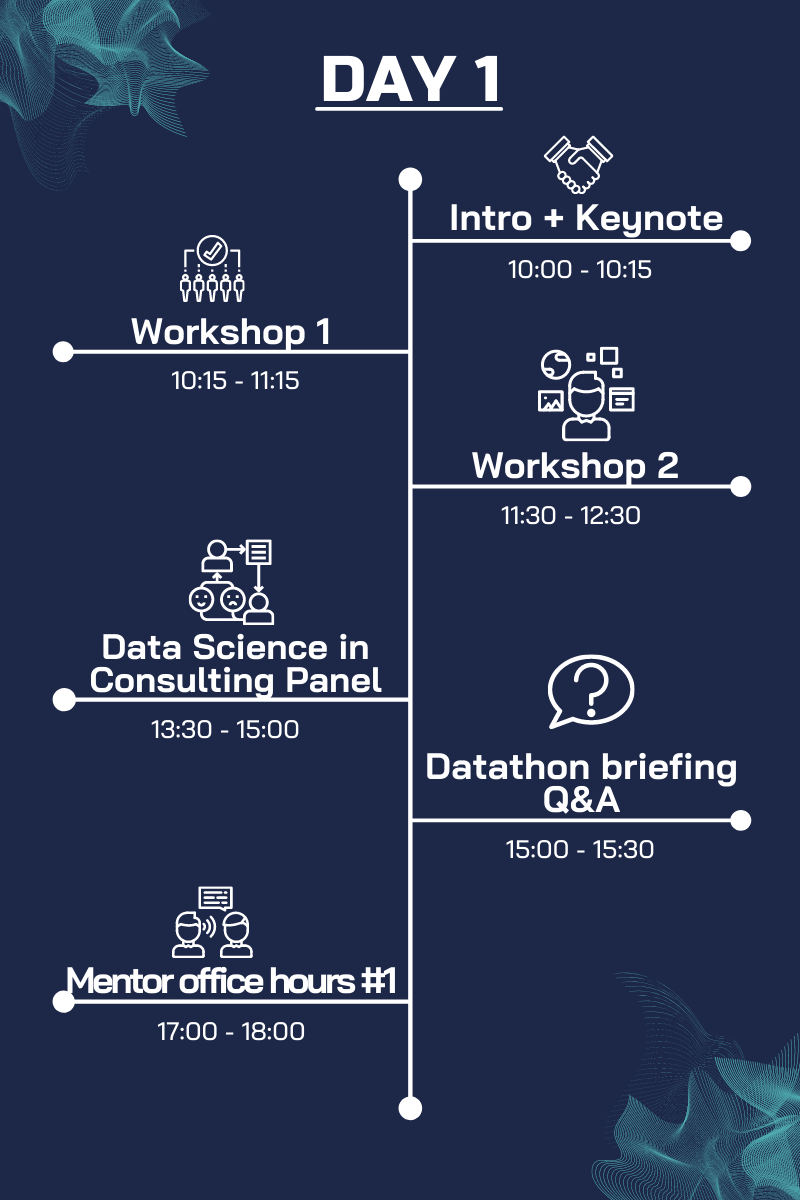 DAY 1
Intro + Keynote
10:00 - 10:15
Workshop 1
10:15 - 11:15
Workshop 2
11:30 - 12:30
Data Science in
Consulting Panel
13:30 - 15:00
Datathon briefing
Q&A
15:00 - 15:30
Mentor office hours #1
17:00 - 18:00